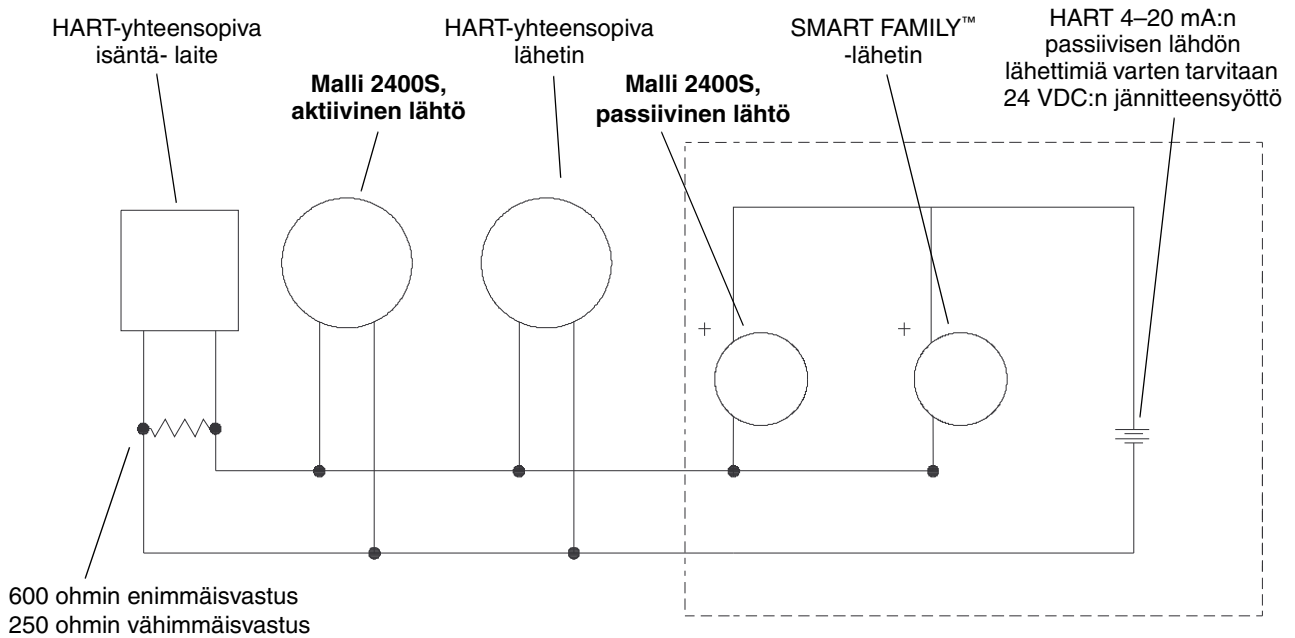 HART-yhteensopiva
isäntä- laite
Malli 2400S,
aktiivinen lähtö
HART-yhteensopiva
lähetin
Malli 2400S,
passiivinen lähtö
SMART FAMILY™
-lähetin
HART 4–20 mA:n
passiivisen lähdön
lähettimiä varten tarvitaan
24 VDC:n jännitteensyöttö
+
+
600 ohmin enimmäisvastus
250 ohmin vähimmäisvastus